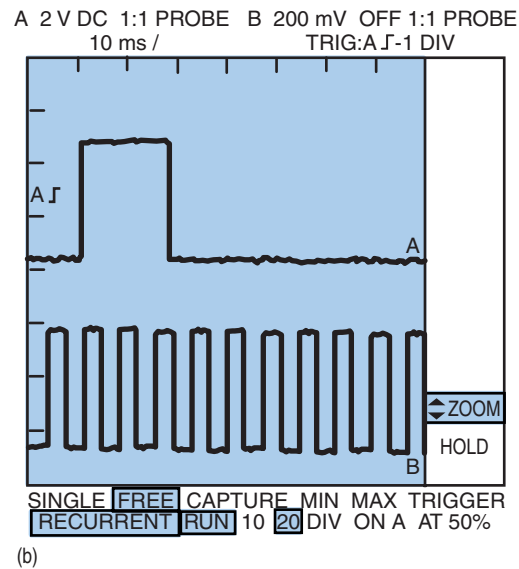 A 2 V DC 1:1 PROBE B 200 mV OFF 1:1 PROBE
10 ms / TRIG:A ⎍-1 DIV
A
A
ZOOM
HOLD
B
SINGLE FREE CAPTURE MIN MAX TRIGGER
RECURRENT RUN 10 20 DIV ON A AT 50%
(b)